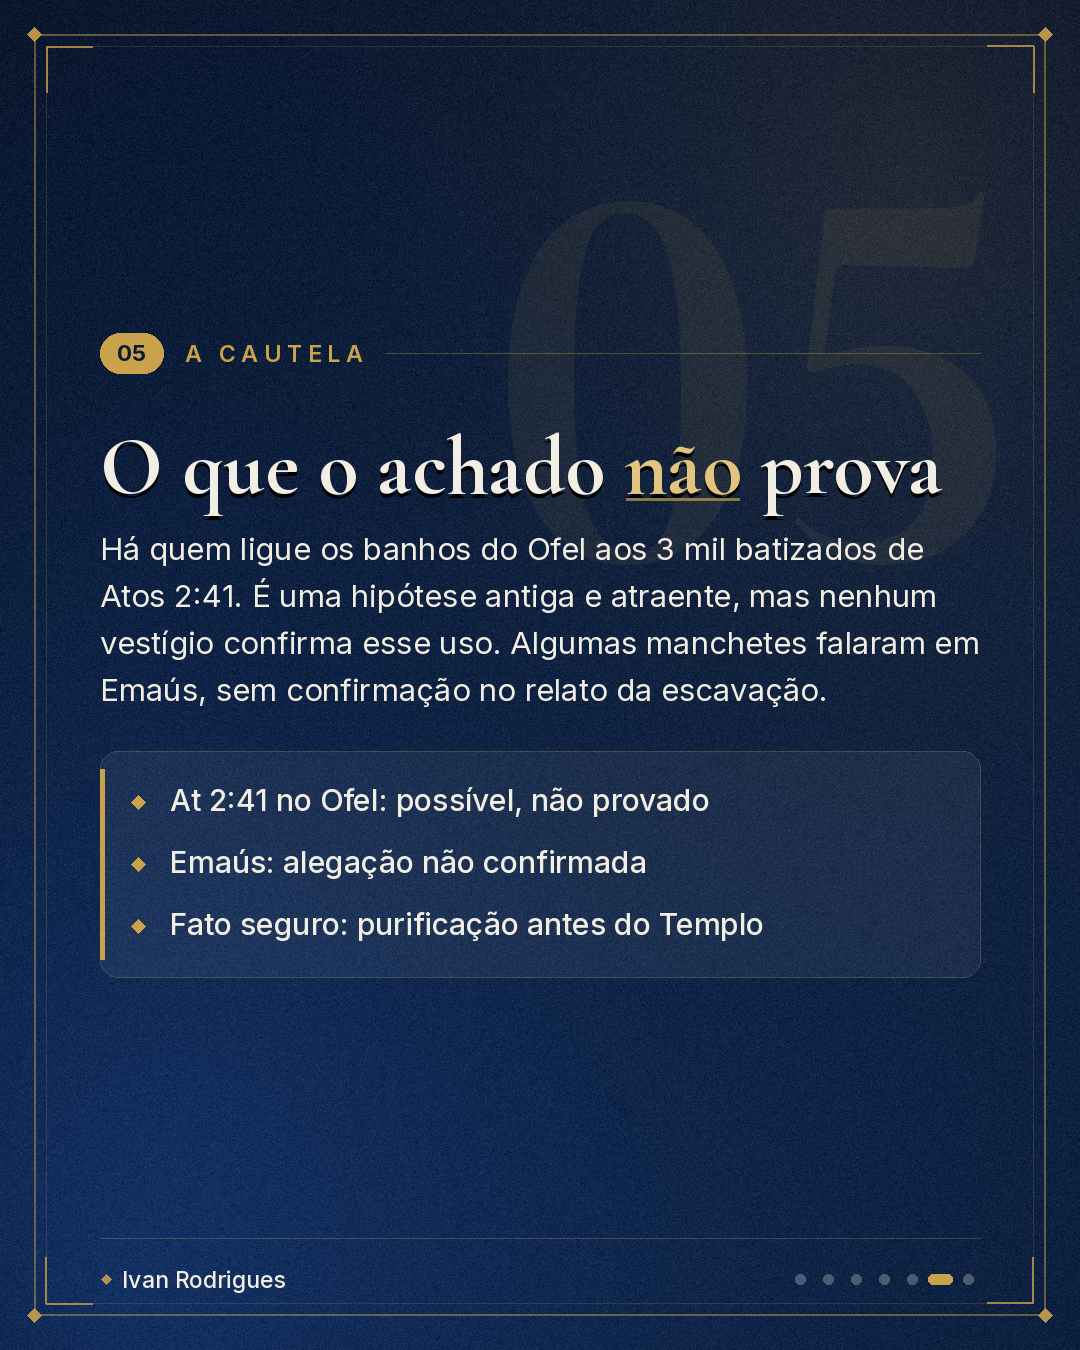 05
05 A CAUTELA
O que o achado não prova
Há quem ligue os banhos do Ofel aos 3 mil batizados de
Atos 2:41. É uma hipótese antiga e atraente, mas nenhum
vestígio confirma esse uso. Algumas manchetes falaram em
Emaús, sem confirmação no relato da escavação.
At 2:41 no Ofel: possível, não provado
Emaús: alegação não confirmada
Fato seguro: purificação antes do Templo
Ivan Rodrigues